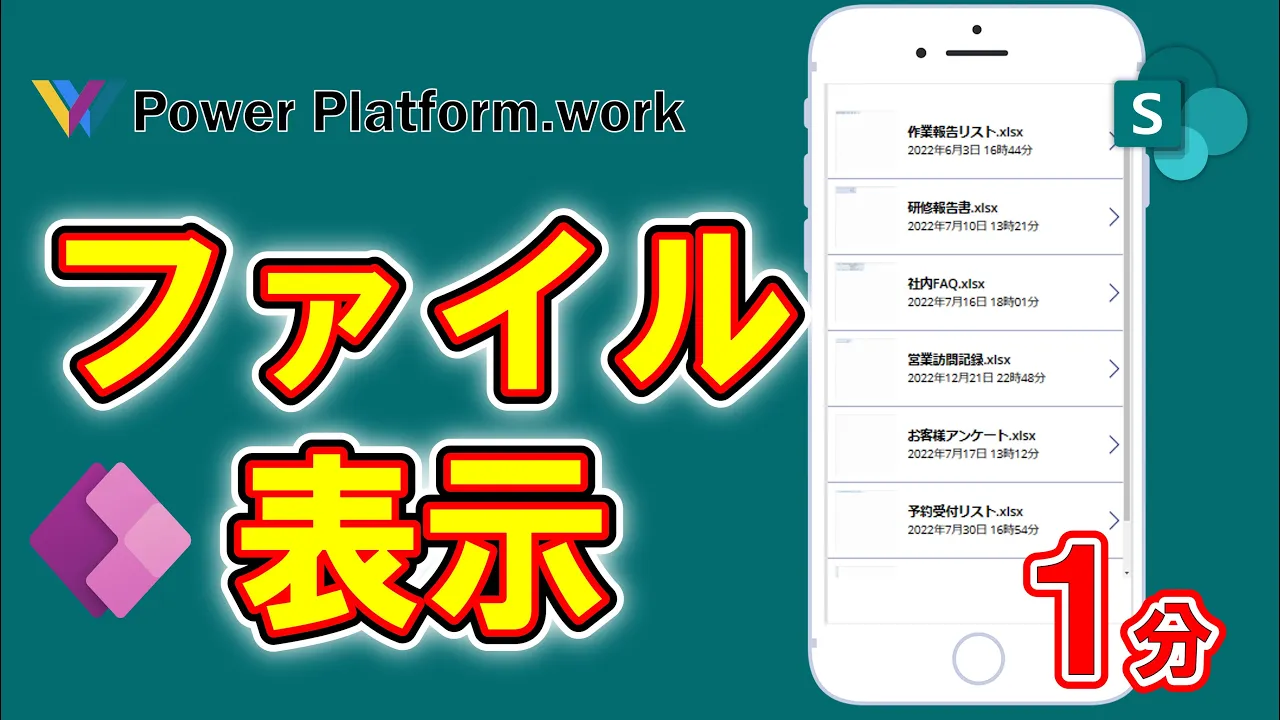 Power Platform.work
ファイル
表示
作業報告リスト.xlsx
2022年6月3日 16時44分
研修報告書.xlsx
2022年7月10日 13時21分
社内FAQ.xlsx
2022年7月16日 18時01分
営業訪問記録.xlsx
2022年12月21日 22時48分
お客様アンケート.xlsx
2022年7月17日 13時12分
予約受付リスト.xlsx
2022年7月30日 16時54分
S
1分